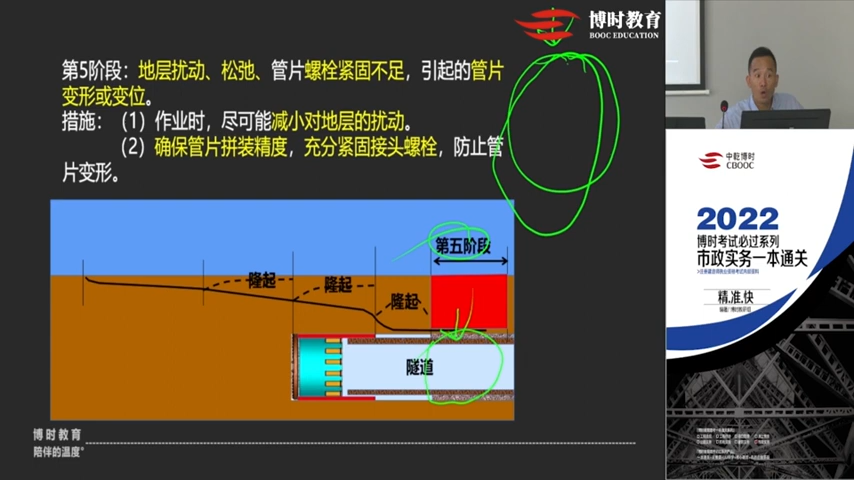 博时教育
BOOC EDUCATION
第5阶段：地层扰动、松弛、管片螺栓紧固不足，引起的管片
变形或变位。
措施：（1）作业时，尽可能减小对地层的扰动。
（2）确保管片拼装精度，充分紧固接头螺栓，防止管
片变形。
第五阶段
隆起
隆起
隆起
隧道
博时教育
陪伴的温度
中乾博时
CBOOC
2022
博时考试必过系列
市政实务一本通关
精,准,快